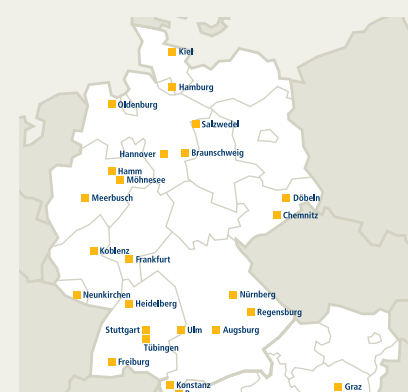 Kiel
Hamburg
Oldenburg
Salzwedel
Hannover
Braunschweig
Hamm
Möhnesee
Meerbusch
Döbeln
Chemnitz
Koblenz
Frankfurt
Neunkirchen
Nürnberg
Heidelberg
Regensburg
Stuttgart
Ulm
Augsburg
Tübingen
Freiburg
Konstanz
Graz